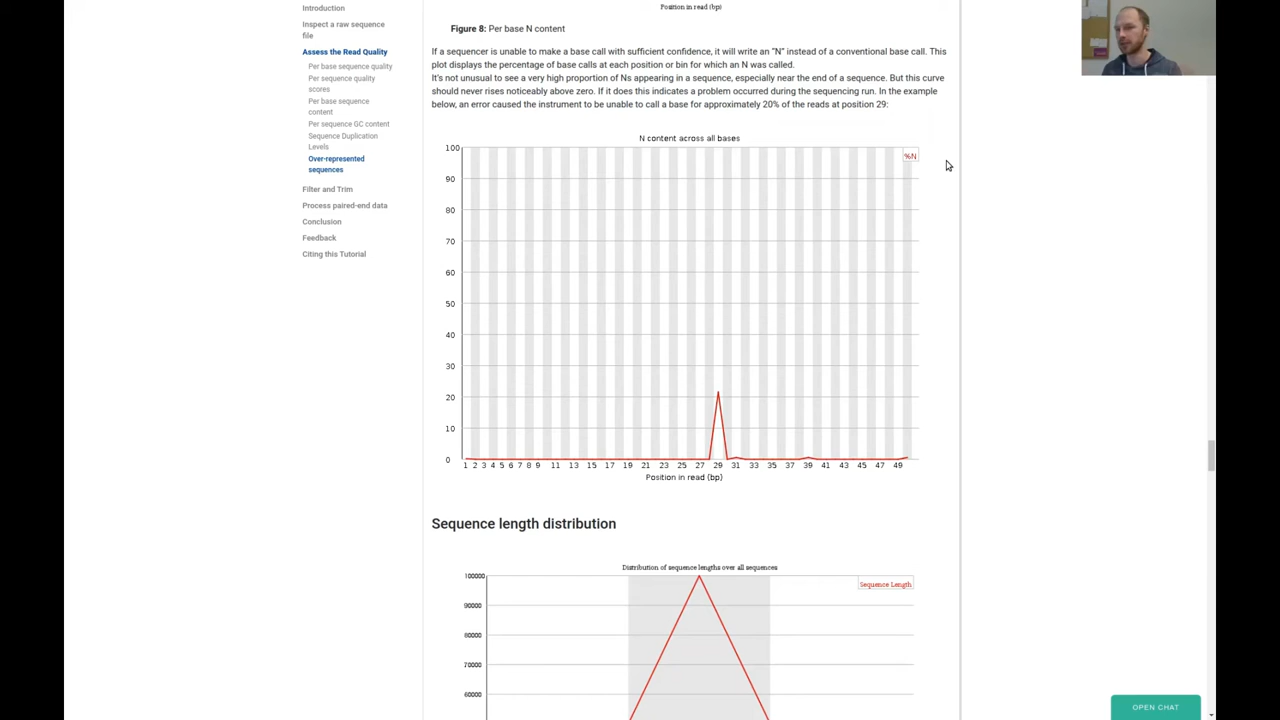 Introduction
Inspect a raw sequence
file
Assess the Read Quality
Per base sequence quality
Per sequence quality
scores
Per base sequence
content
Per sequence GC content
Sequence Duplication
Levels
Over-represented
sequences
Filter and Trim
Process paired-end data
Conclusion
Feedback
Citing this Tutorial
Position in read (bp)
Figure 8: Per base N content
If a sequencer is unable to make a base call with sufficient confidence, it will write an “N” instead of a conventional base call. This
plot displays the percentage of base calls at each position or bin for which an N was called.
It's not unusual to see a very high proportion of Ns appearing in a sequence, especially near the end of a sequence. But this curve
should never rises noticeably above zero. If it does this indicates a problem occurred during the sequencing run. In the example
below, an error caused the instrument to be unable to call a base for approximately 20% of the reads at position 29:
N content across all bases
%N
100
90
80
70
60
50
40
30
20
10
0
1 2 3 4 5 6 7 8 9 11 13 15 17 19 21 23 25 27 29 31 33 35 37 39 41 43 45 47 49
Position in read (bp)
Sequence length distribution
Distribution of sequence lengths over all sequences
Sequence Length
100000
90000
80000
70000
60000
OPEN CHAT